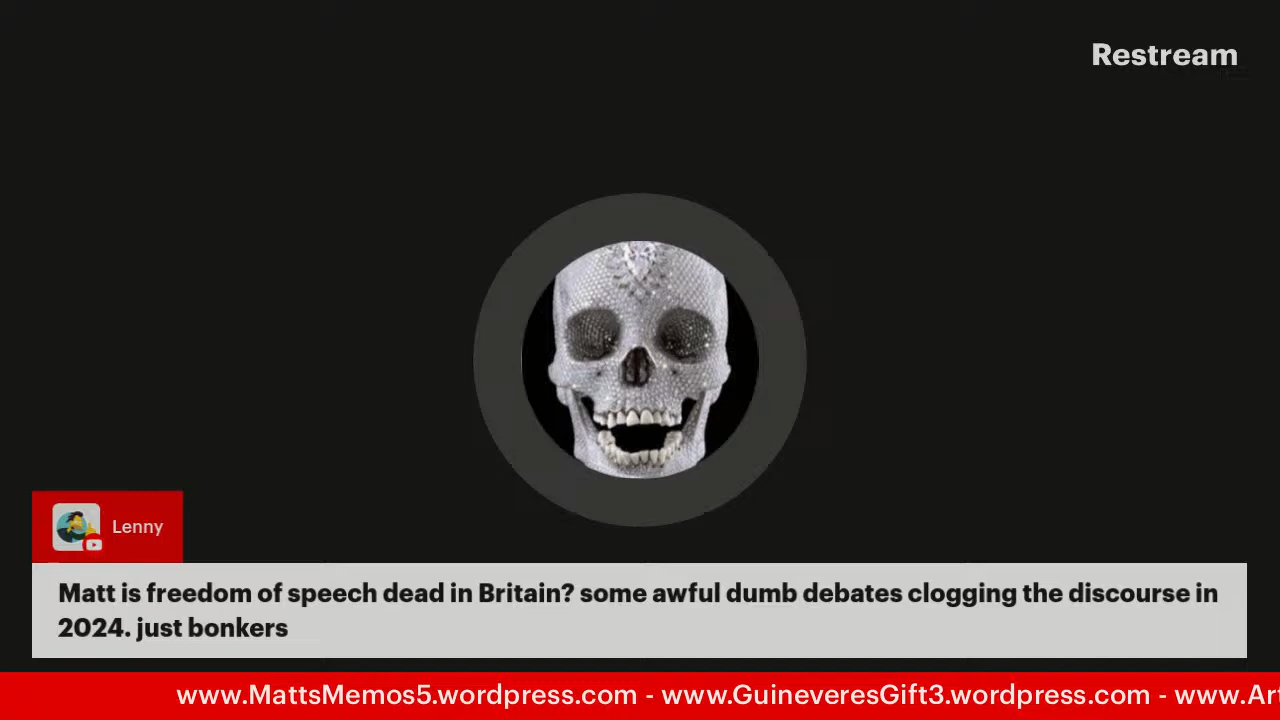 Restream
Lenny
Matt is freedom of speech dead in Britain? some awful dumb debates clogging the discourse in
2024. just bonkers
www.MattsMemos5.wordpress.com - www.GuineveresGift3.wordpress.com - www.Ar